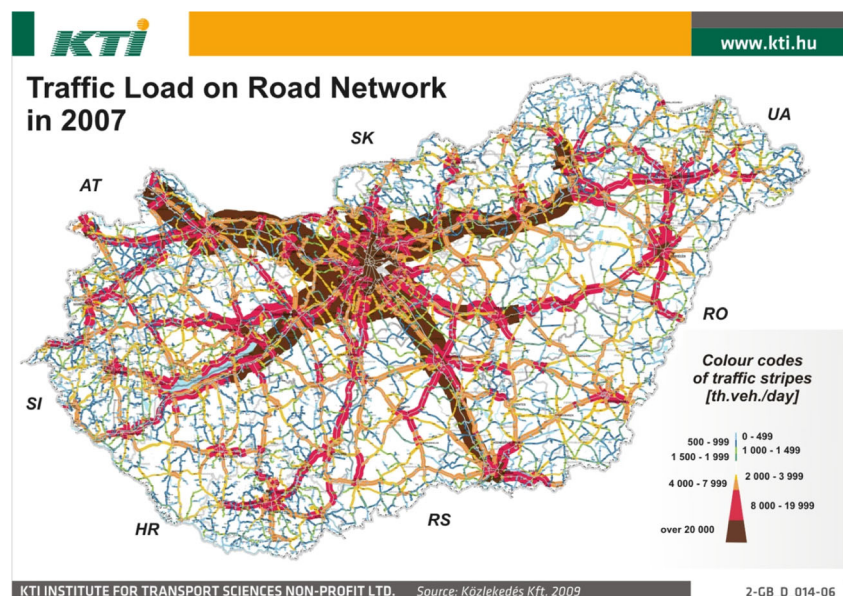 KTI
www.kti.hu
Traffic Load on Road Network
in 2007
SK
UA
AT
RO
SI
HR
RS
Colour codes
of traffic stripes
[th.veh./day]
500 - 999
0 - 499
1 500 - 1 999
1 000 - 1 499
4 000 - 7 999
2 000 - 3 999
8 000 - 19 999
over 20 000
KTI INSTITUTE FOR TRANSPORT SCIENCES NON-PROFIT LTD.
Source: Közlekedés Kft. 2009
2-GB D 014-06